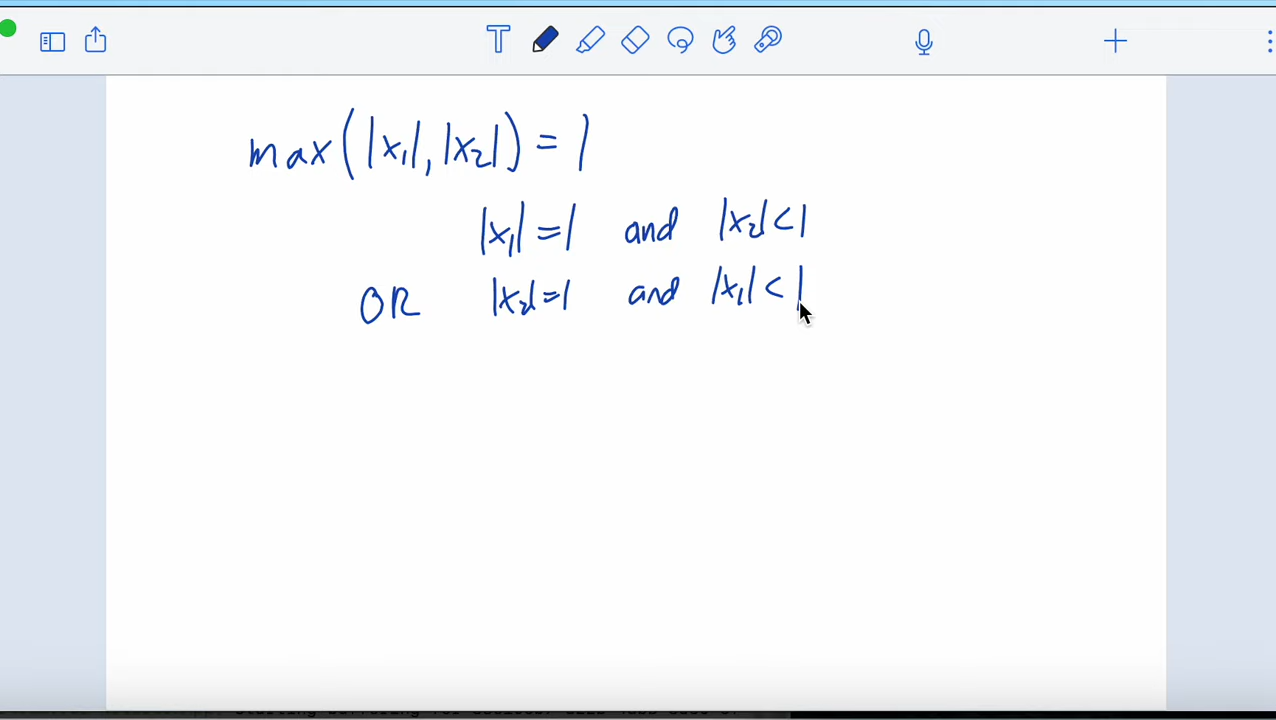 max(|x₁|, |x₂|) = 1
|x₁| = 1 and |x₂| < 1
OR |x₂| = 1 and |x₁| < 1